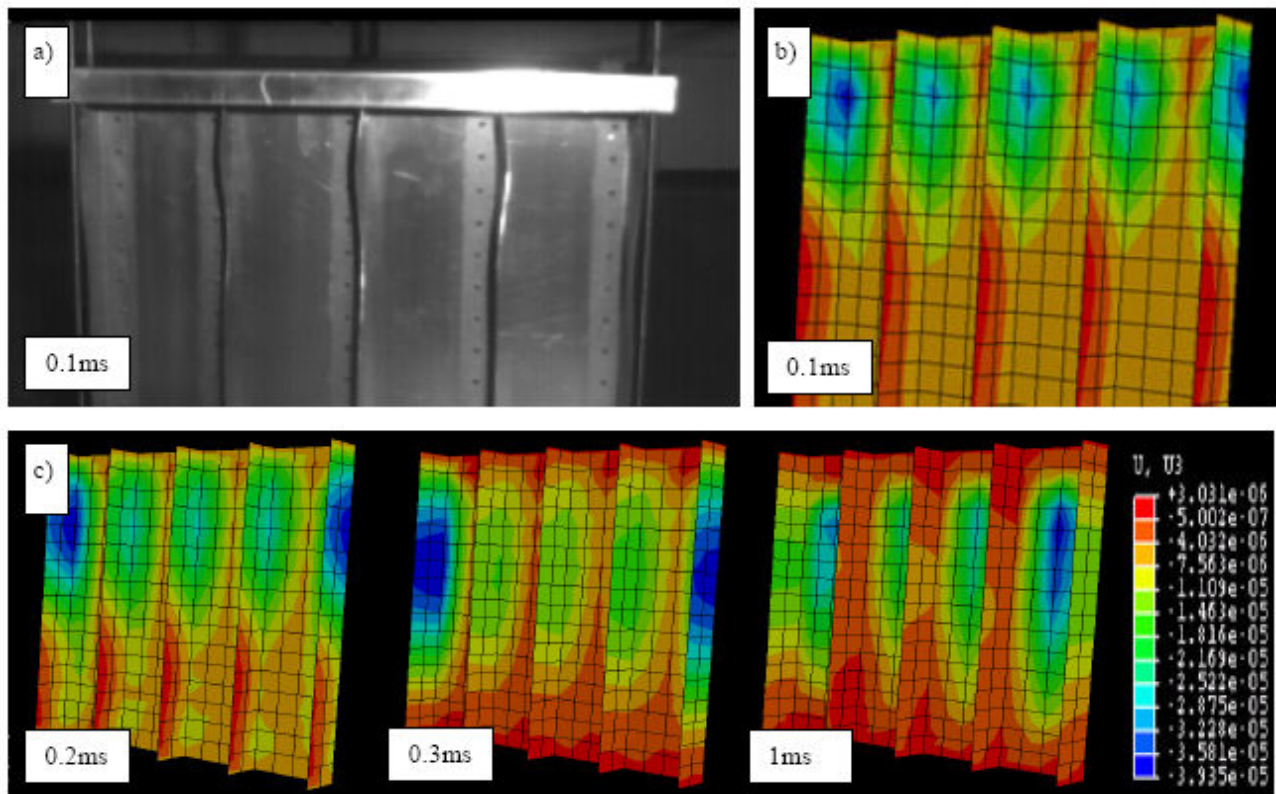 a)
0.1ms
b)
0.1ms
c)
0.2ms
0.3ms
1ms
U, U3
+3.031e-06
-5.002e-07
-4.032e-06
-7.563e-06
-1.109e-05
-1.463e-05
-1.816e-05
-2.169e-05
-2.522e-05
-2.875e-05
-3.228e-05
-3.581e-05
-3.935e-05